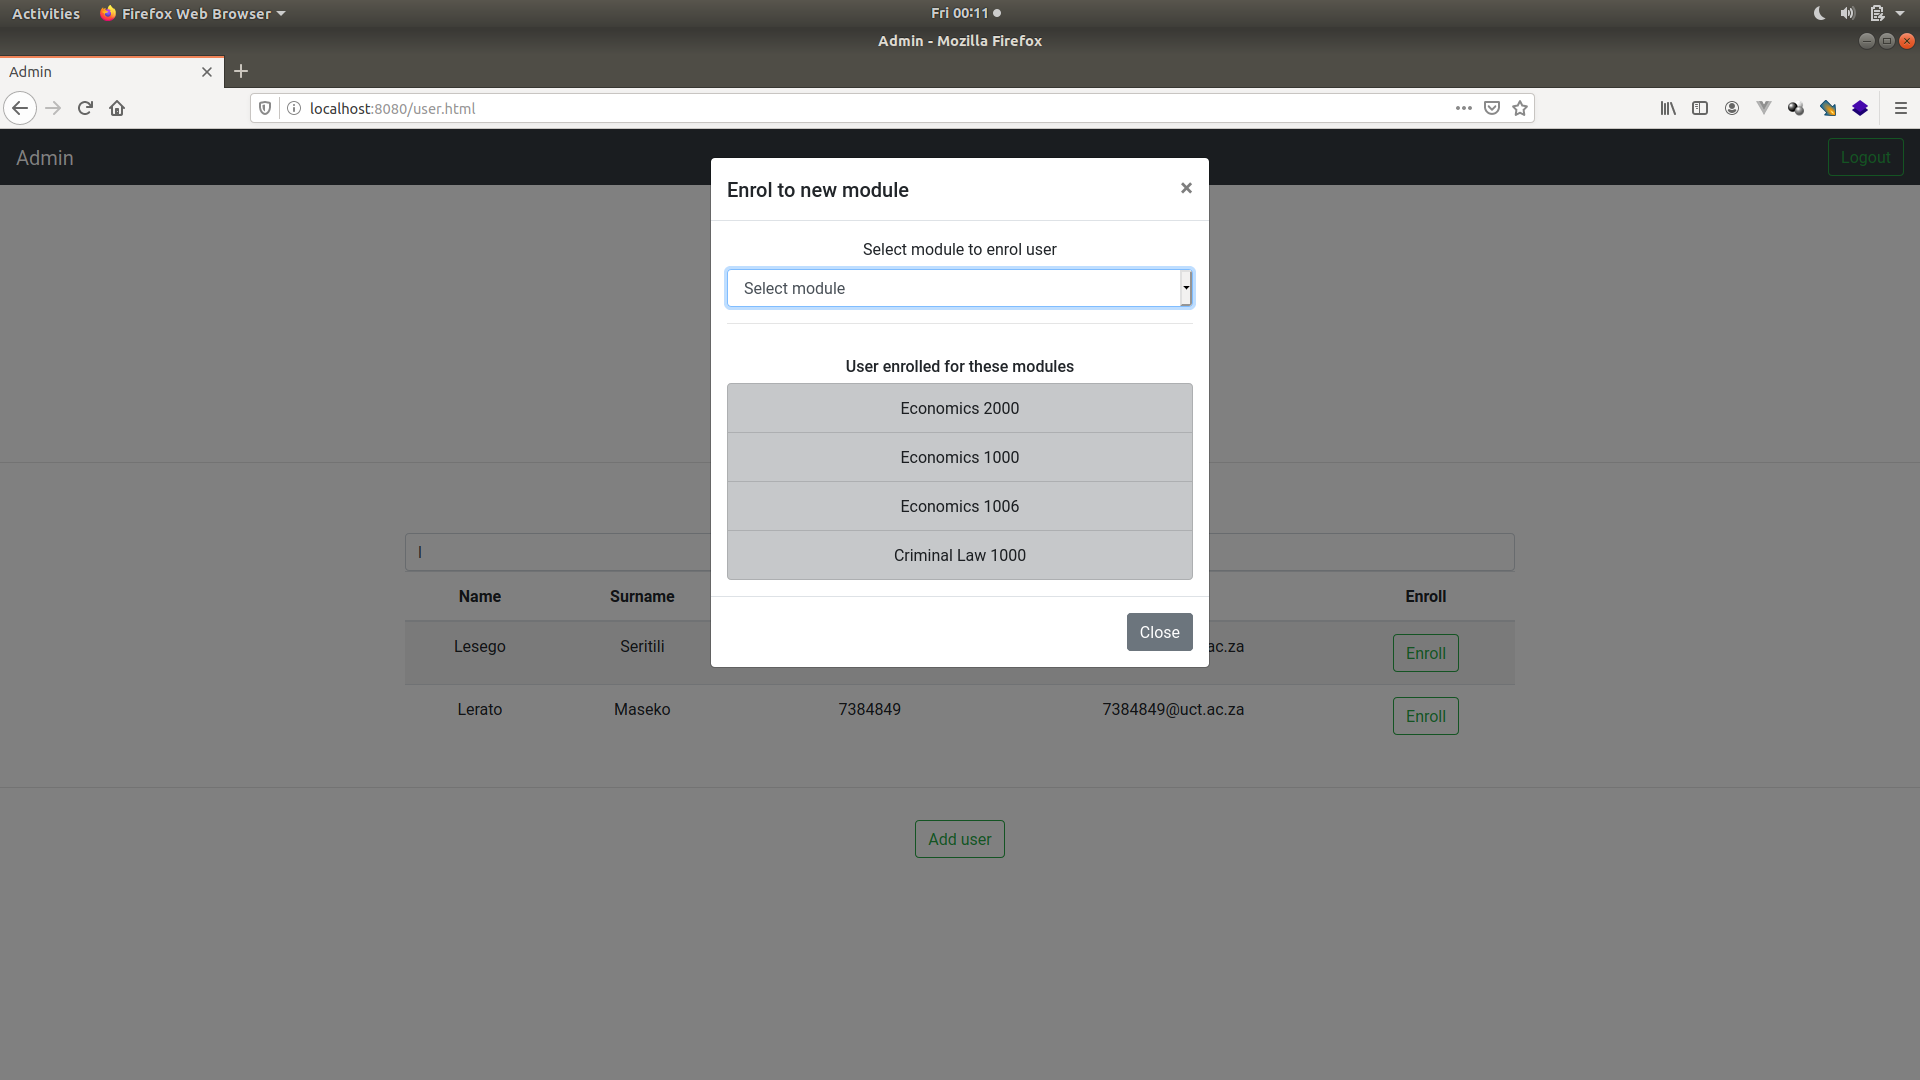 Activities Firefox Web Browser Fri 00:11
Admin - Mozilla Firefox
Admin
localhost:8080/user.html
Admin Logout
Enrol to new module ×
Select module to enrol user
Select module
User enrolled for these modules
Economics 2000
Economics 1000
Economics 1006
Criminal Law 1000
Close
l
Name Surname Enroll
Lesego Seritili ac.za Enroll
Lerato Maseko 7384849 7384849@uct.ac.za Enroll
Add user